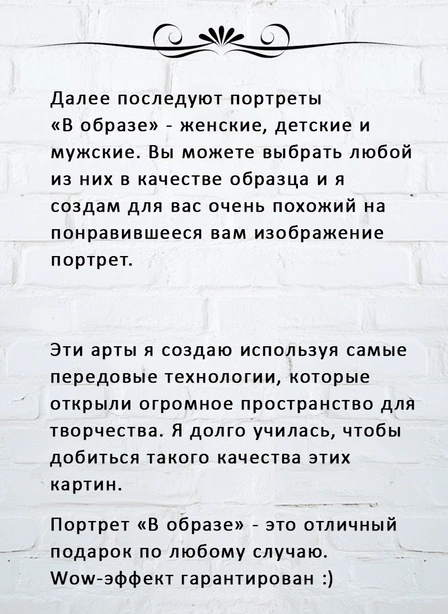 Далее последуют портреты
«В образе» - женские, детские и
мужские. Вы можете выбрать любой
из них в качестве образца и я
создам для вас очень похожий на
понравившееся вам изображение
портрет.
Эти арты я создаю используя самые
передовые технологии, которые
открыли огромное пространство для
творчества. Я долго училась, чтобы
добиться такого качества этих
картин.
Портрет «В образе» - это отличный
подарок по любому случаю.
Wow-эффект гарантирован :)